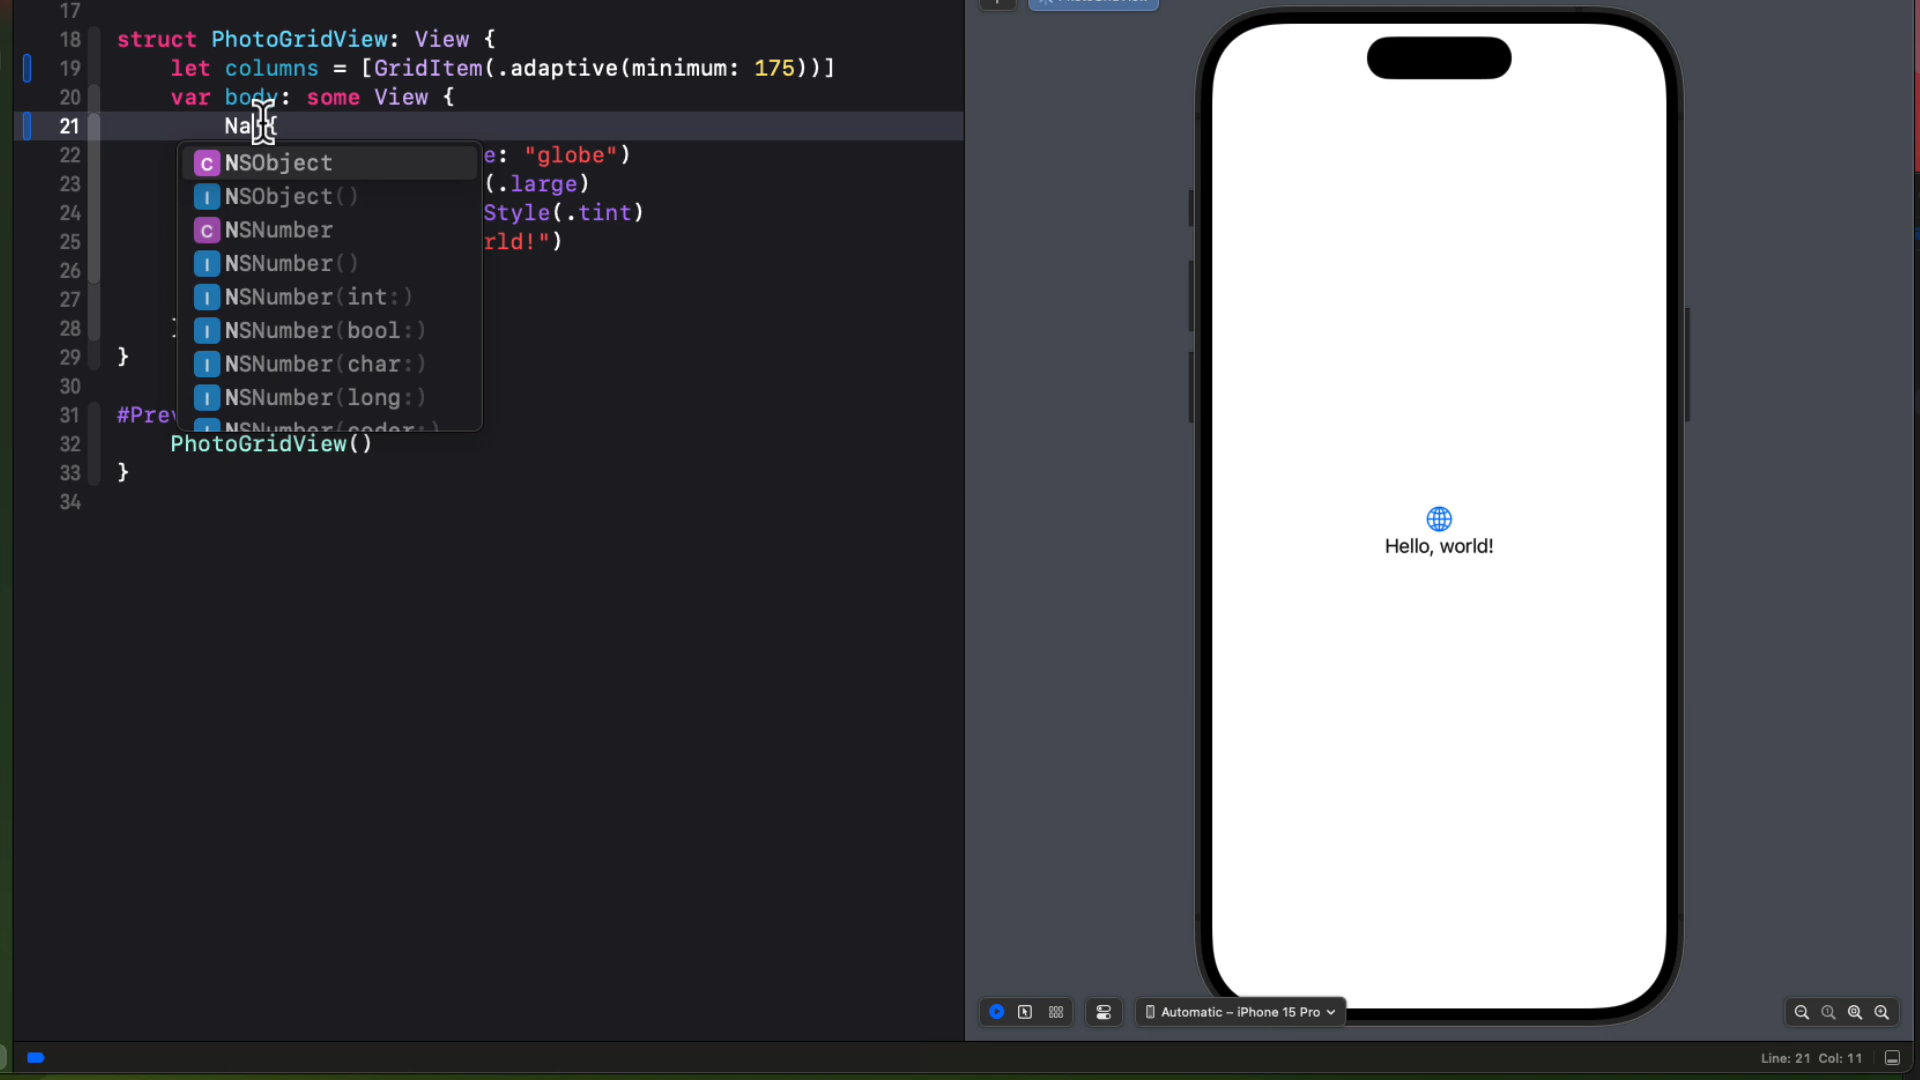 17
18 struct PhotoGridView: View {
19 let columns = [GridItem(.adaptive(minimum: 175))]
20 var body: some View {
21 Na {
22 e: "globe")
23 (.large)
24 Style(.tint)
25 rld!")
26
27
28
29 }
30
31 #Prev
32 PhotoGridView()
33 }
34
C NSObject
I NSObject()
C NSNumber
I NSNumber()
I NSNumber(int:)
I NSNumber(bool:)
I NSNumber(char:)
I NSNumber(long:)
I NSNumber(coder:)
Hello, world!
Automatic – iPhone 15 Pro
Line: 21 Col: 11